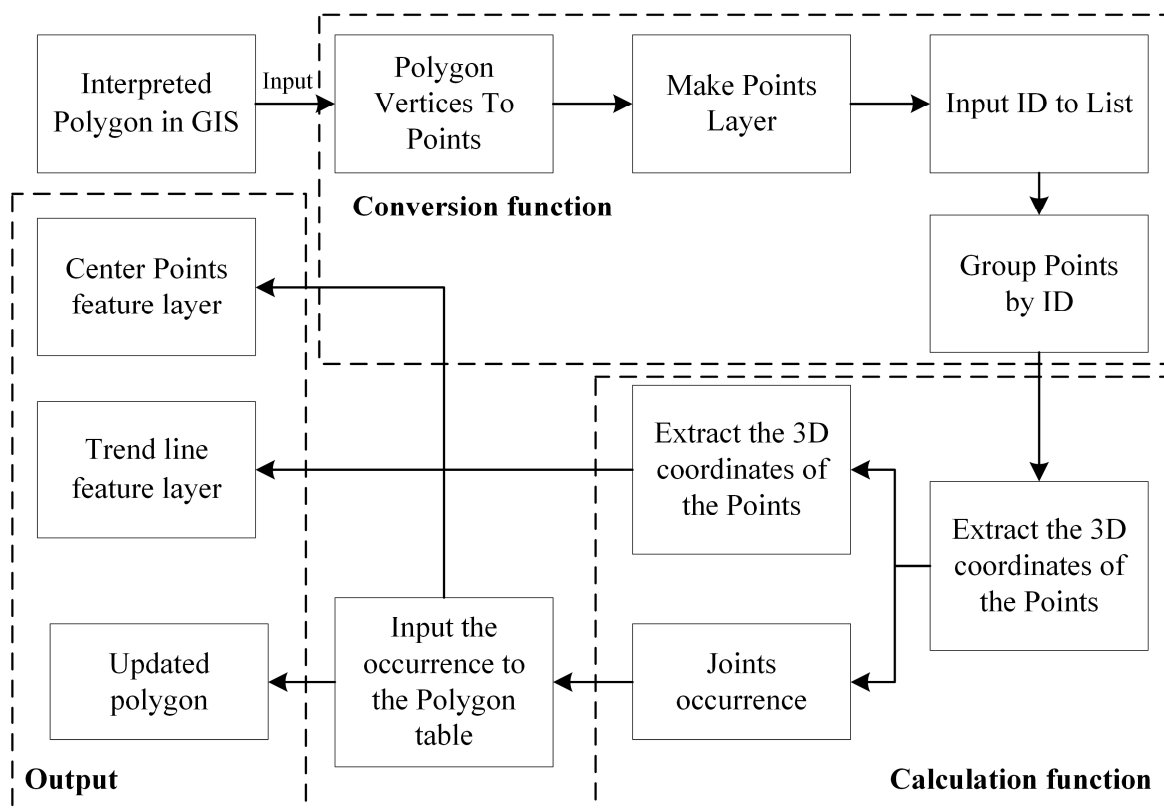 Interpreted
Polygon in GIS
Input
Polygon
Vertices To
Points
Make Points
Layer
Input ID to List
Conversion function
Group Points
by ID
Center Points
feature layer
Trend line
feature layer
Extract the 3D
coordinates of
the Points
Extract the 3D
coordinates of
the Points
Updated
polygon
Input the
occurrence to
the Polygon
table
Joints
occurrence
Output
Calculation function